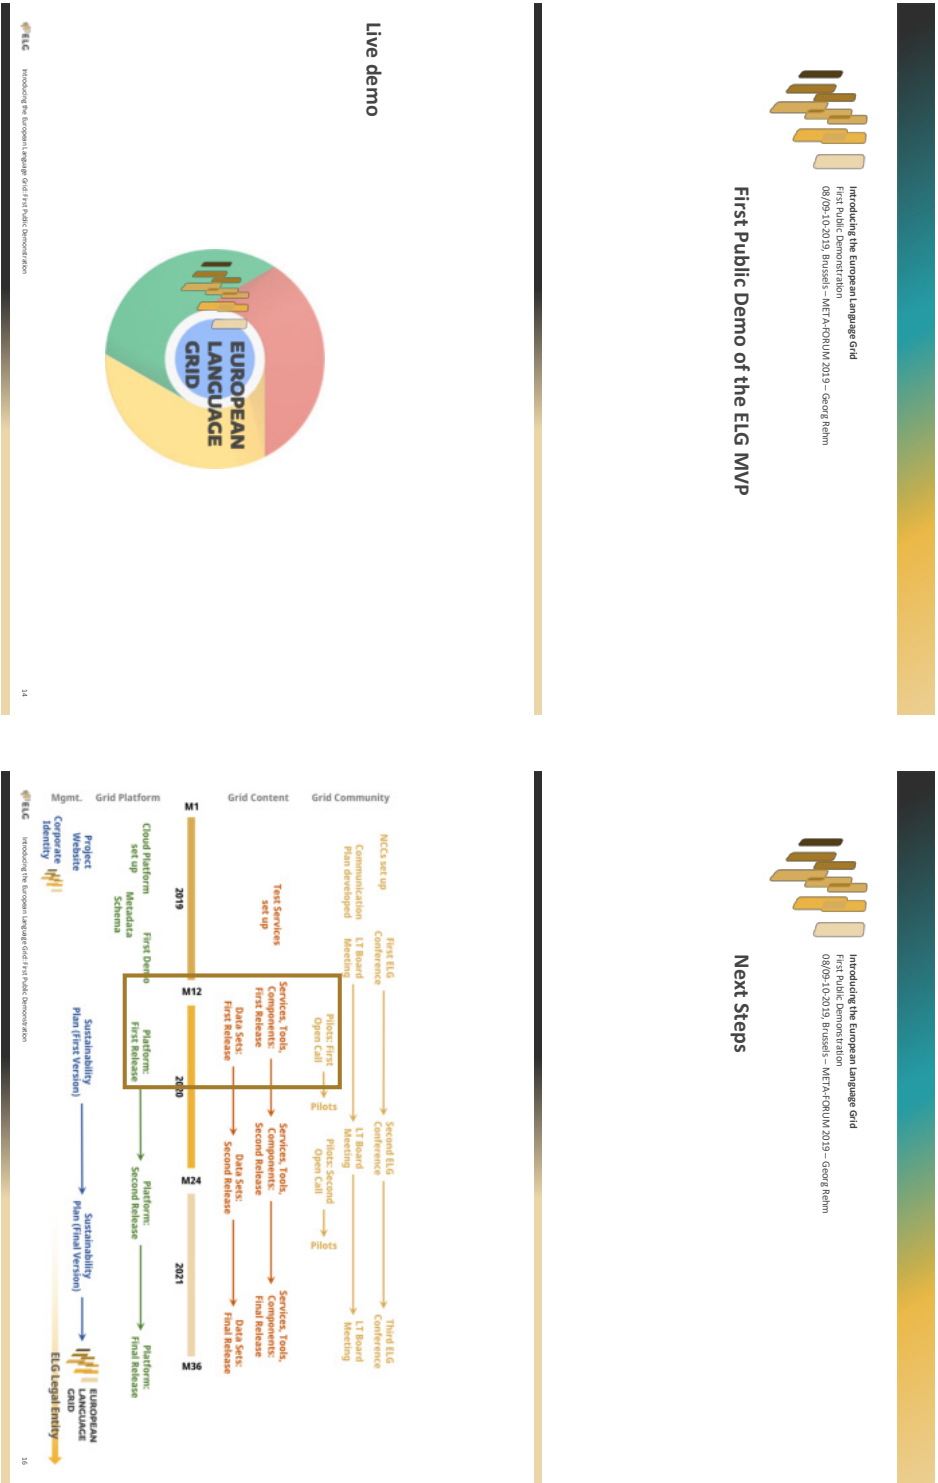 Introducing the European Language Grid
First Public Demonstration
08/09-10-2019, Brussels – META-FORUM 2019 – Georg Rehm
First Public Demo of the ELG MVP
Live demo
EUROPEAN
LANGUAGE
GRID
ELG
Introducing the European Language Grid: First Public Demonstration
14
Introducing the European Language Grid
First Public Demonstration
08/09-10-2019, Brussels – META-FORUM 2019 – Georg Rehm
Next Steps
Grid Community
NCCs set up
First ELG
Conference
Second ELG
Conference
Third ELG
Conference
Communication
Plan developed
LT Board
Meeting
LT Board
Meeting
LT Board
Meeting
Pilots: First
Open Call
Pilots
Pilots: Second
Open Call
Pilots
Grid Content
Test Services
set up
Services, Tools,
Components:
First Release
Services, Tools,
Components:
Second Release
Services, Tools,
Components:
Final Release
Data Sets:
First Release
Data Sets:
Second Release
Data Sets:
Final Release
M1
M12
M24
M36
2019
2020
2021
Grid Platform
Cloud Platform
set up
Metadata
Schema
First Demo
Platform:
First Release
Platform:
Second Release
Platform:
Final Release
Mgmt.
Project
Website
Corporate
Identity
Sustainability
Plan (First Version)
Sustainability
Plan (Final Version)
EUROPEAN
LANGUAGE
GRID
ELG Legal Entity
ELG
Introducing the European Language Grid: First Public Demonstration
16